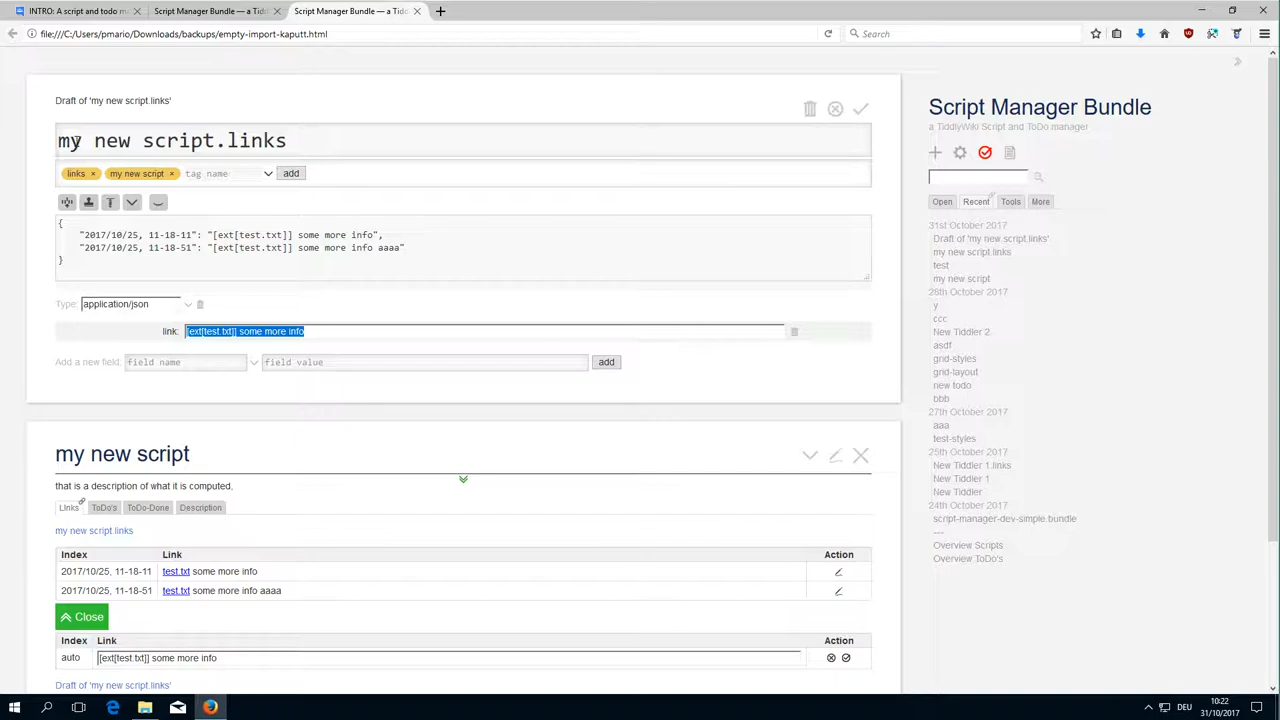 INTRO: A script and todo m
Script Manager Bundle — a Tid
Script Manager Bundle — a Tid
file:///C:/Users/pmario/Downloads/backups/empty-import-kaputt.html
Search
Draft of 'my new script.links'
my new script.links
links ×
my new script ×
tag name
add
{
"2017/10/25, 11-18-11": "[ext[test.txt]] some more info",
"2017/10/25, 11-18-51": "[ext[test.txt]] some more info aaaa"
}
Type: application/json
link: [ext[test.txt]] some more info
Add a new field: field name field value add
my new script
that is a description of what it is computed.
Links ToDo's ToDo-Done Description
my new script.links
Index Link Action
2017/10/25, 11-18-11 test.txt some more info
2017/10/25, 11-18-51 test.txt some more info aaaa
Close
Index Link Action
auto [ext[test.txt]] some more info
Draft of 'my new script.links'
Script Manager Bundle
a TiddlyWiki Script and ToDo manager
Open Recent Tools More
31st October 2017
Draft of 'my new script.links'
my new script.links
test
my new script
28th October 2017
y
ccc
New Tiddler 2
asdf
grid-styles
grid-layout
new todo
bbb
27th October 2017
aaa
test-styles
25th October 2017
New Tiddler 1.links
New Tiddler 1
New Tiddler
24th October 2017
script-manager-dev-simple.bundle
---
Overview Scripts
Overview ToDo's
DEU
10:22
31/10/2017